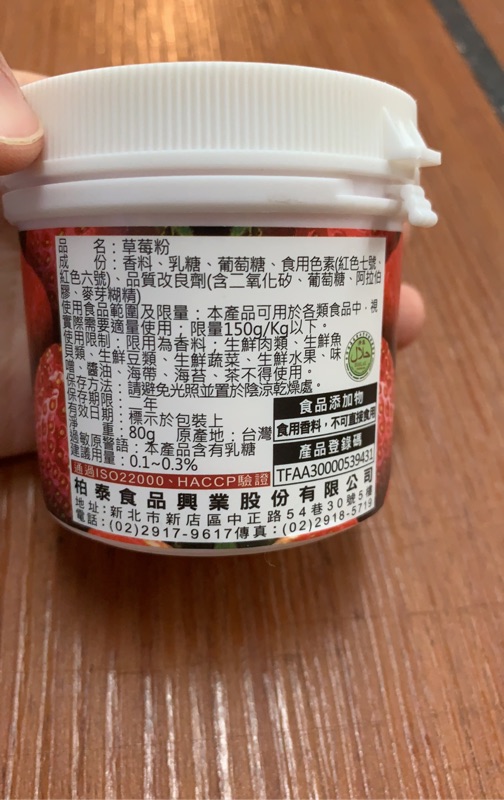 品名：草莓粉
成份：香料、乳糖、葡萄糖、食用色素(紅色七號、
紅色六號)、品質改良劑(含二氧化矽、葡萄糖、阿拉伯
膠、麥芽糊精)
使用食品範圍及限量：本產品可用於各類食品中，視
實際需要適量使用；限量150g/Kg以下。
使用限制：限用為香料；生鮮肉類、生鮮魚
貝類、生鮮豆類、生鮮蔬菜、生鮮水果、味
噌、醬油、海帶、海苔、茶不得使用。
保存方法：請避免光照並置於陰涼乾燥處。
保存期限：年
有效日期：標示於包裝上
淨重：80g 原產地：台灣
過敏原警語：本產品含有乳糖
建議用量：0.1~0.3%
食品添加物
食用香料，不可直接食用
產品登錄碼
TFAA30000539431
通過ISO22000、HACCP驗證
柏泰食品興業股份有限公司
地址：新北市新店區中正路54巷30號5樓
電話：(02)2917-9617傳真：(02)2918-5719